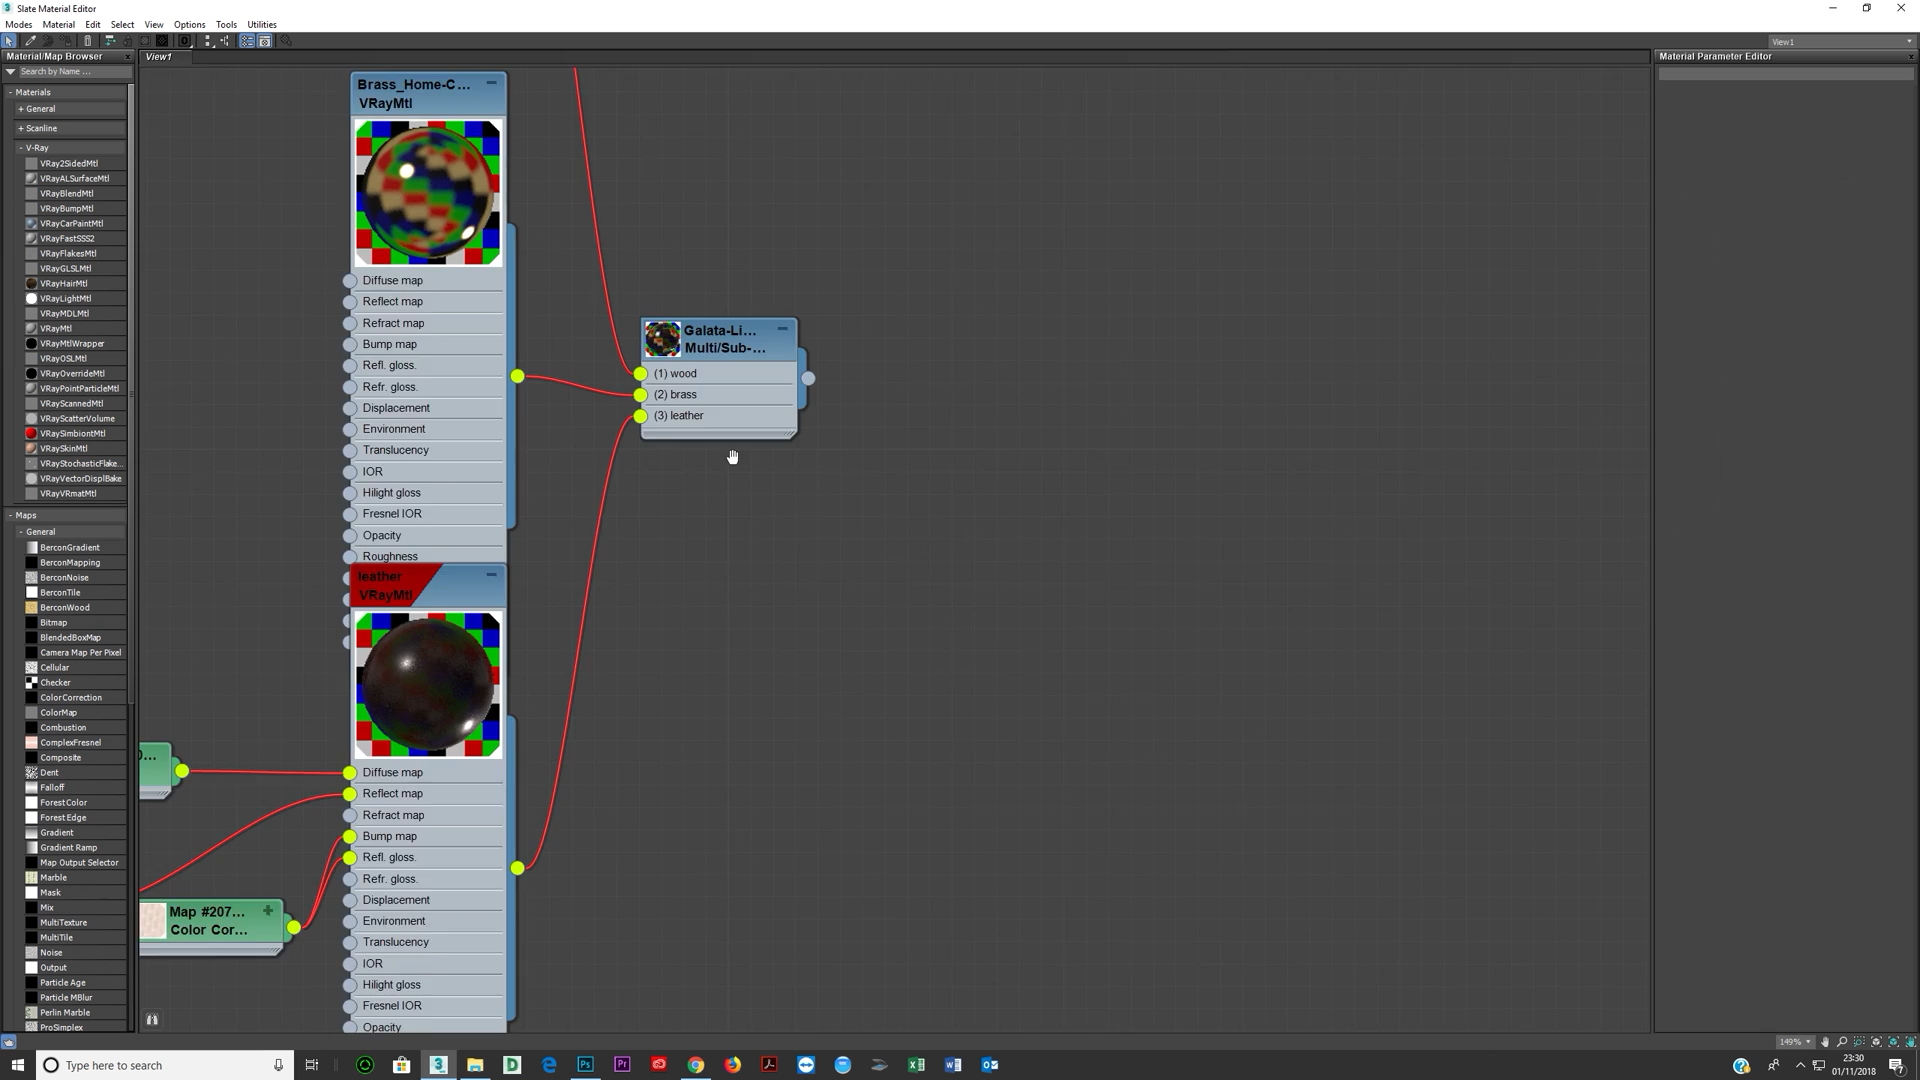 Slate Material Editor
Modes Material Edit Select View Options Tools Utilities
View1
Material/Map Browser
Search by Name ...
- Materials
+ General
+ Scanline
- V-Ray
VRay2SidedMtl
VRayALSurfaceMtl
VRayBlendMtl
VRayBumpMtl
VRayCarPaintMtl
VRayFastSSS2
VRayFlakesMtl
VRayGLSLMtl
VRayHairMtl
VRayLightMtl
VRayMDLMtl
VRayMtl
VRayMtlWrapper
VRayOSLMtl
VRayOverrideMtl
VRayPointParticleMtl
VRayScannedMtl
VRayScatterVolume
VRaySimbiontMtl
VRaySkinMtl
VRayStochasticFlake...
VRayVectorDisplBake
VRayVRmatMtl
- Maps
- General
BerconGradient
BerconMapping
BerconNoise
BerconTile
BerconWood
Bitmap
BlendedBoxMap
Camera Map Per Pixel
Cellular
Checker
ColorCorrection
ColorMap
Combustion
ComplexFresnel
Composite
Dent
Falloff
ForestColor
Forest Edge
Gradient
Gradient Ramp
Map Output Selector
Marble
Mask
Mix
MultiTexture
MultiTile
Noise
Output
Particle Age
Particle MBlur
Perlin Marble
ProSimplex
View1
Brass_Home-C...
VRayMtl
Diffuse map
Reflect map
Refract map
Bump map
Refl. gloss.
Refr. gloss.
Displacement
Environment
Translucency
IOR
Hilight gloss
Fresnel IOR
Opacity
Roughness
leather
VRayMtl
Diffuse map
Reflect map
Refract map
Bump map
Refl. gloss.
Refr. gloss.
Displacement
Environment
Translucency
IOR
Hilight gloss
Fresnel IOR
Opacity
Map #207...
Color Cor...
Galata-Li...
Multi/Sub-...
(1) wood
(2) brass
(3) leather
Material Parameter Editor
149%
Type here to search
23:30
01/11/2018